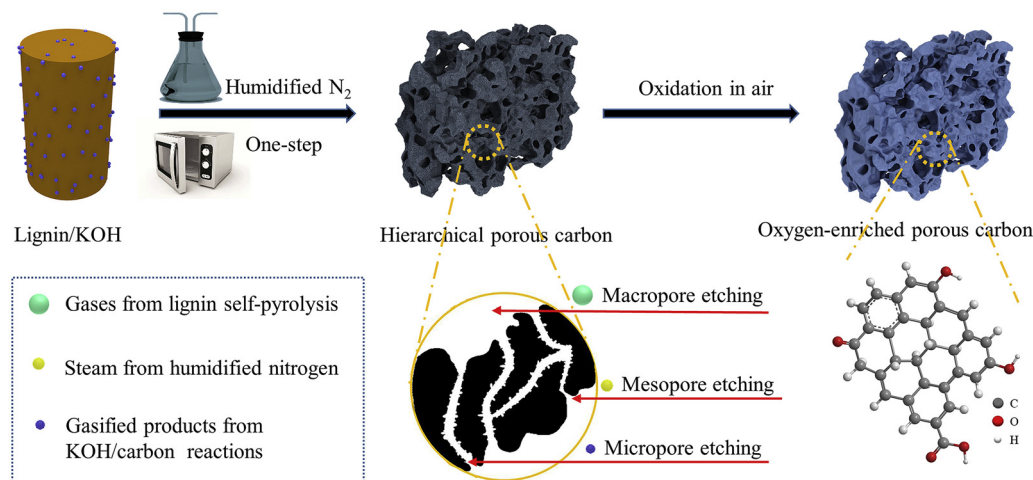 Humidified N₂
One-step
Oxidation in air
Lignin/KOH
Hierarchical porous carbon
Oxygen-enriched porous carbon
Gases from lignin self-pyrolysis
Steam from humidified nitrogen
Gasified products from
KOH/carbon reactions
Macropore etching
Mesopore etching
Micropore etching
C
O
H